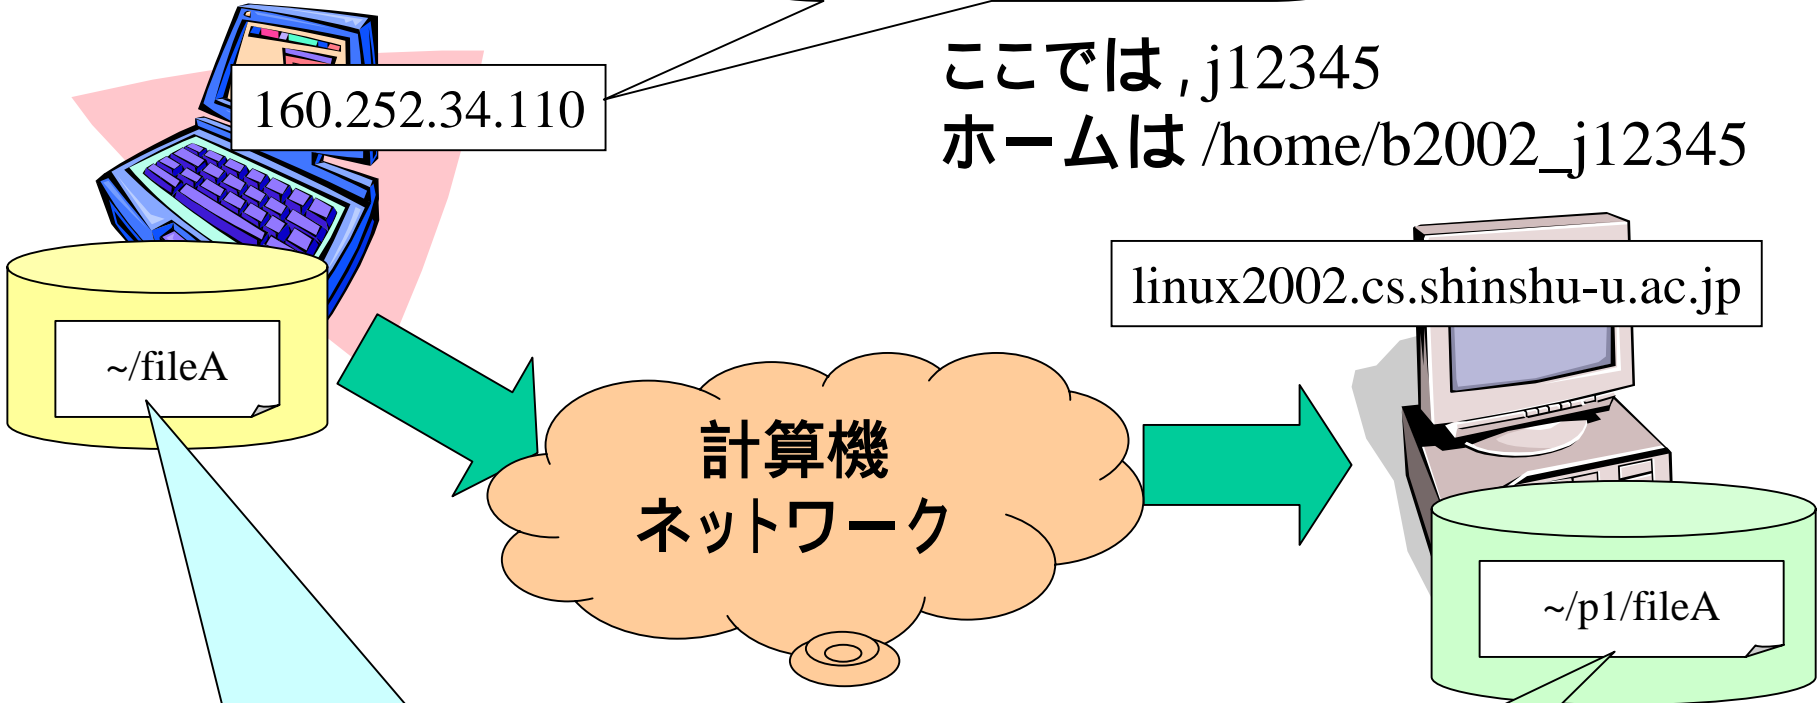 ここでは, j12345
ホームは /home/b2002_j12345
160.252.34.110
linux2002.cs.shinshu-u.ac.jp
~/fileA
計算機
ネットワーク
~/p1/fileA